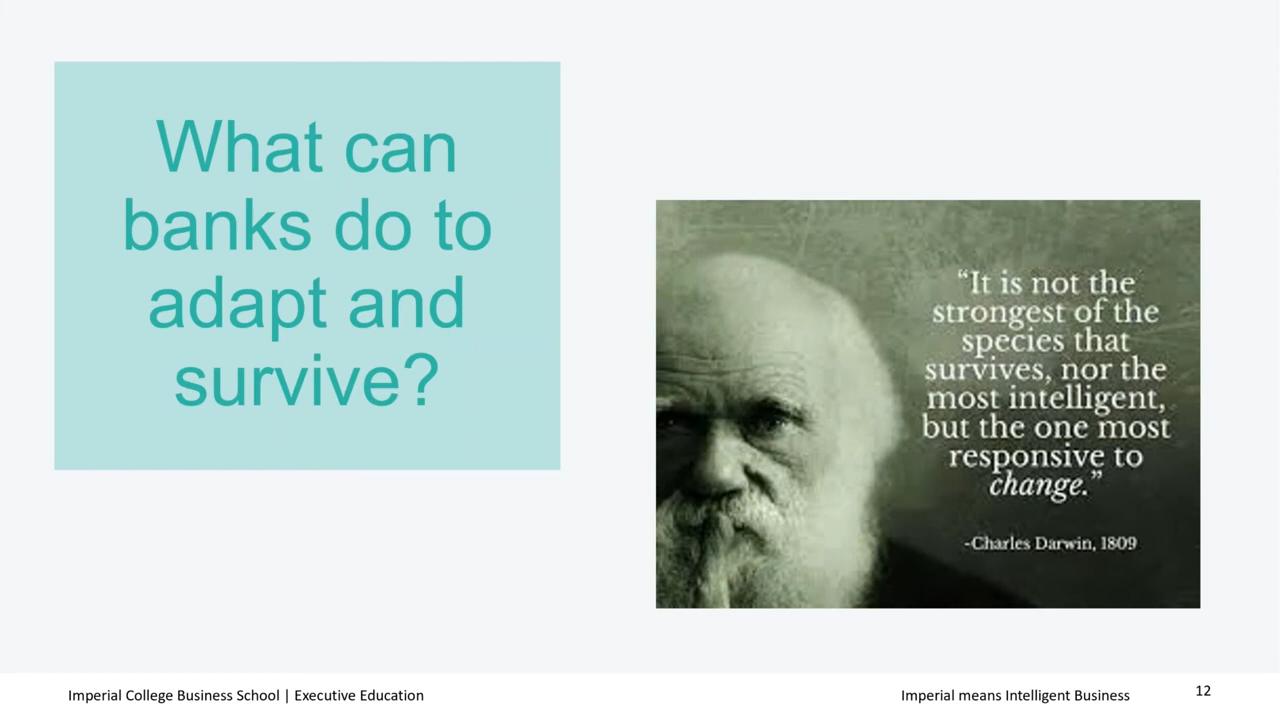 What can
banks do to
adapt and
survive?
“It is not the
strongest of the
species that
survives, nor the
most intelligent,
but the one most
responsive to
change.”
-Charles Darwin, 1809
Imperial College Business School | Executive Education
Imperial means Intelligent Business
12